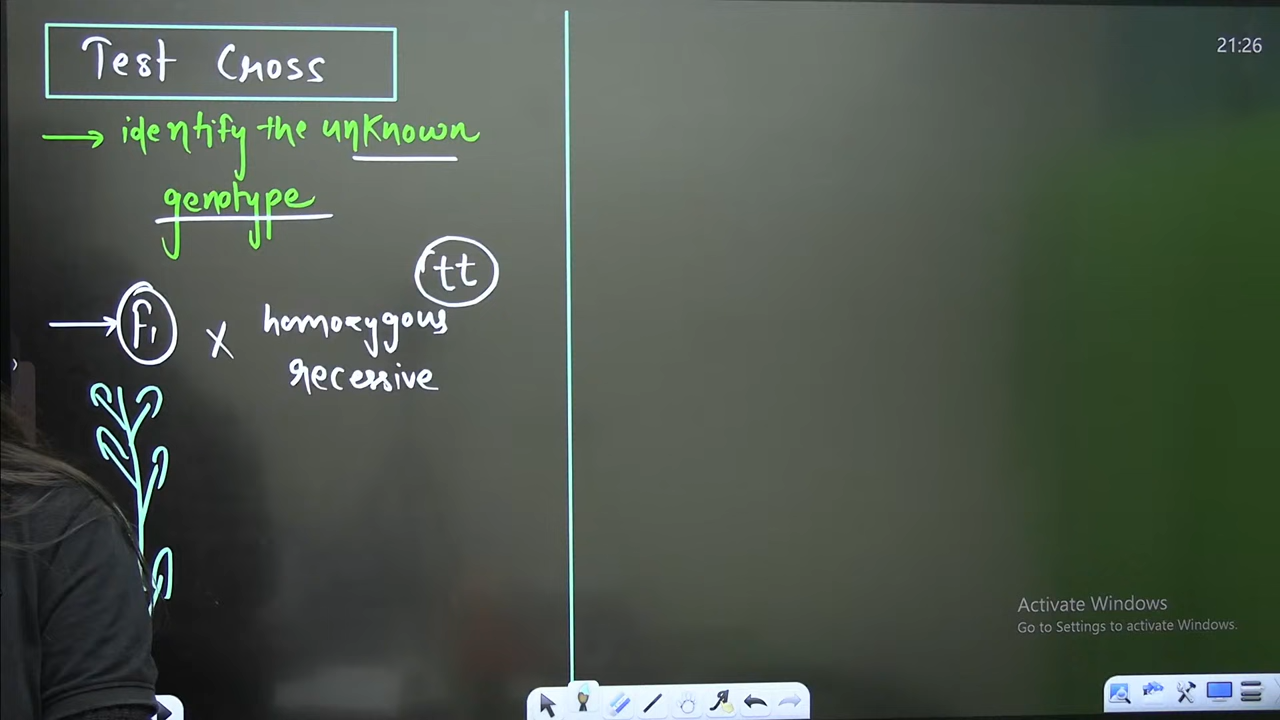 Test Cross
21:26
→ identify the unknown
genotype
tt
→ F1 x homozygous
recessive
Activate Windows
Go to Settings to activate Windows.